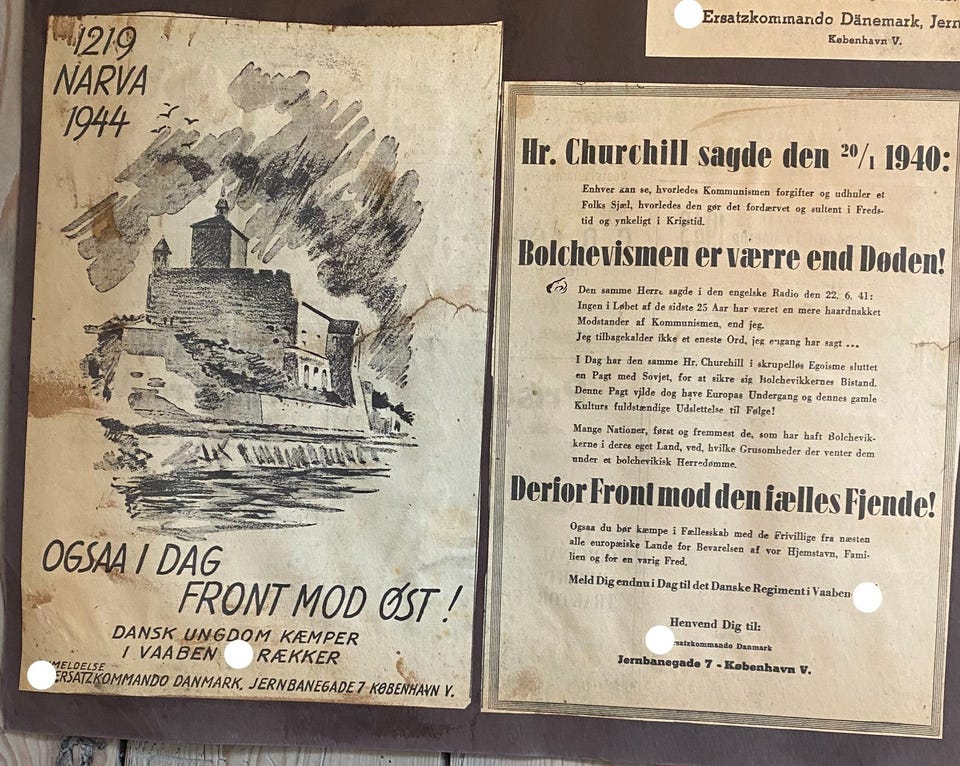 1219
NARVA
1944
OGSAA I DAG
FRONT MOD ØST!
DANSK UNGDOM KÆMPER
I VAABEN RÆKKER
MELDELSE
ERSATZKOMMANDO DANMARK, JERNBANEGADE 7 KØBENHAVN V.
Ersatzkommando Dänemark, Jern
København V.
Hr. Churchill sagde den 20/1 1940:
Enhver kan se, hvorledes Kommunismen forgifter og udhuler et
Folks Sjæl, hvorledes den gør det fordærvet og sultent i Freds-
tid og ynkeligt i Krigstid.
Bolchevismen er værre end Døden!
Den samme Herre sagde i den engelske Radio den 22. 6. 41:
Ingen i Løbet af de sidste 25 Aar har været en mere haardnakket
Modstander af Kommunismen, end jeg.
Jeg tilbagekalder ikke et eneste Ord, jeg engang har sagt ...
I Dag har den samme Hr. Churchill i skrupelløs Egoisme sluttet
en Pagt med Sovjet, for at sikre sig Bolchevikkernes Bistand.
Denne Pagt vilde dog have Europas Undergang og dennes gamle
Kulturs fuldstændige Udslettelse til Følge!
Mange Nationer, først og fremmest de, som har haft Bolchevik-
kerne i deres eget Land, ved, hvilke Grusomheder der venter dem
under et bolchevikisk Herredømme.
Derfor Front mod den fælles Fjende!
Ogsaa du bør kæmpe i Fællesskab med de Frivillige fra næsten
alle europæiske Lande for Bevarelsen af vor Hjemstavn, Fami-
lien og for en varig Fred.
Meld Dig endnu i Dag til det Danske Regiment i Vaaben
Henvend Dig til:
rsatzkommando Danmark
Jernbanegade 7 - København V.